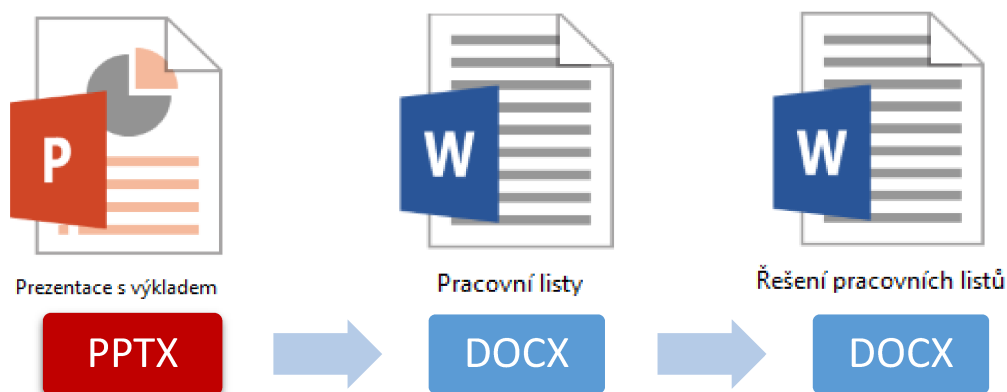 P
W
W
Prezentace s výkladem
Pracovní listy
Řešení pracovních listů
PPTX
DOCX
DOCX